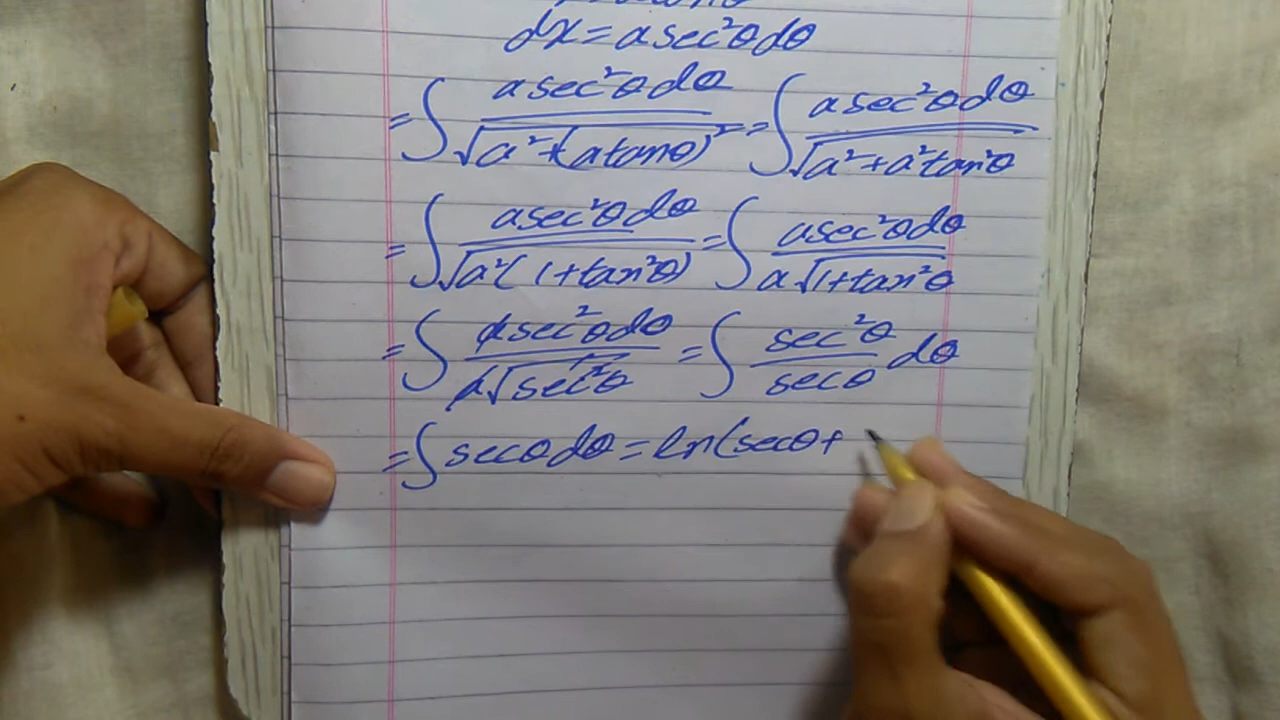 dx = a sec²θ dθ
= ∫ a sec²θ dθ / √(a² + (a tanθ)²) = ∫ a sec²θ dθ / √(a² + a² tan²θ)
= ∫ a sec²θ dθ / √(a² (1 + tan²θ)) = ∫ a sec²θ dθ / a √(1 + tan²θ)
= ∫ a sec²θ dθ / a √(sec²θ) = ∫ sec²θ / secθ dθ
= ∫ secθ dθ = ln(secθ +